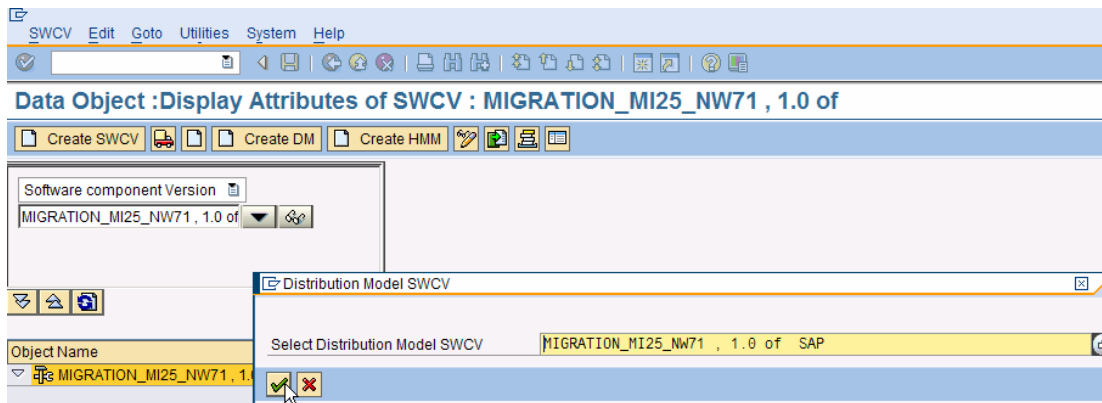 SWCV Edit Goto Utilities System Help
Data Object :Display Attributes of SWCV : MIGRATION_MI25_NW71 , 1.0 of
Create SWCV Create DM Create HMM
Software component Version
MIGRATION_MI25_NW71 , 1.0 of
Distribution Model SWCV
Select Distribution Model SWCV MIGRATION_MI25_NW71 , 1.0 of SAP
Object Name
MIGRATION_MI25_NW71 , 1.